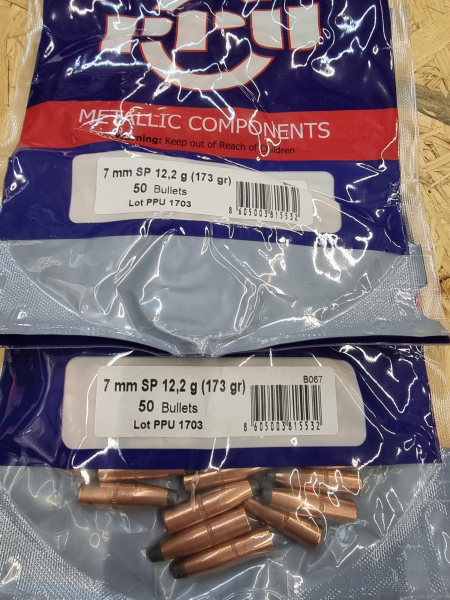 PPU
METALLIC COMPONENTS
Warning: Keep out of Reach of Children
7 mm SP 12,2 g (173 gr)
50 Bullets
Lot PPU 1703
8 605003 815532
7 mm SP 12,2 g (173 gr)
B067
50 Bullets
Lot PPU 1703
8 605003 815532